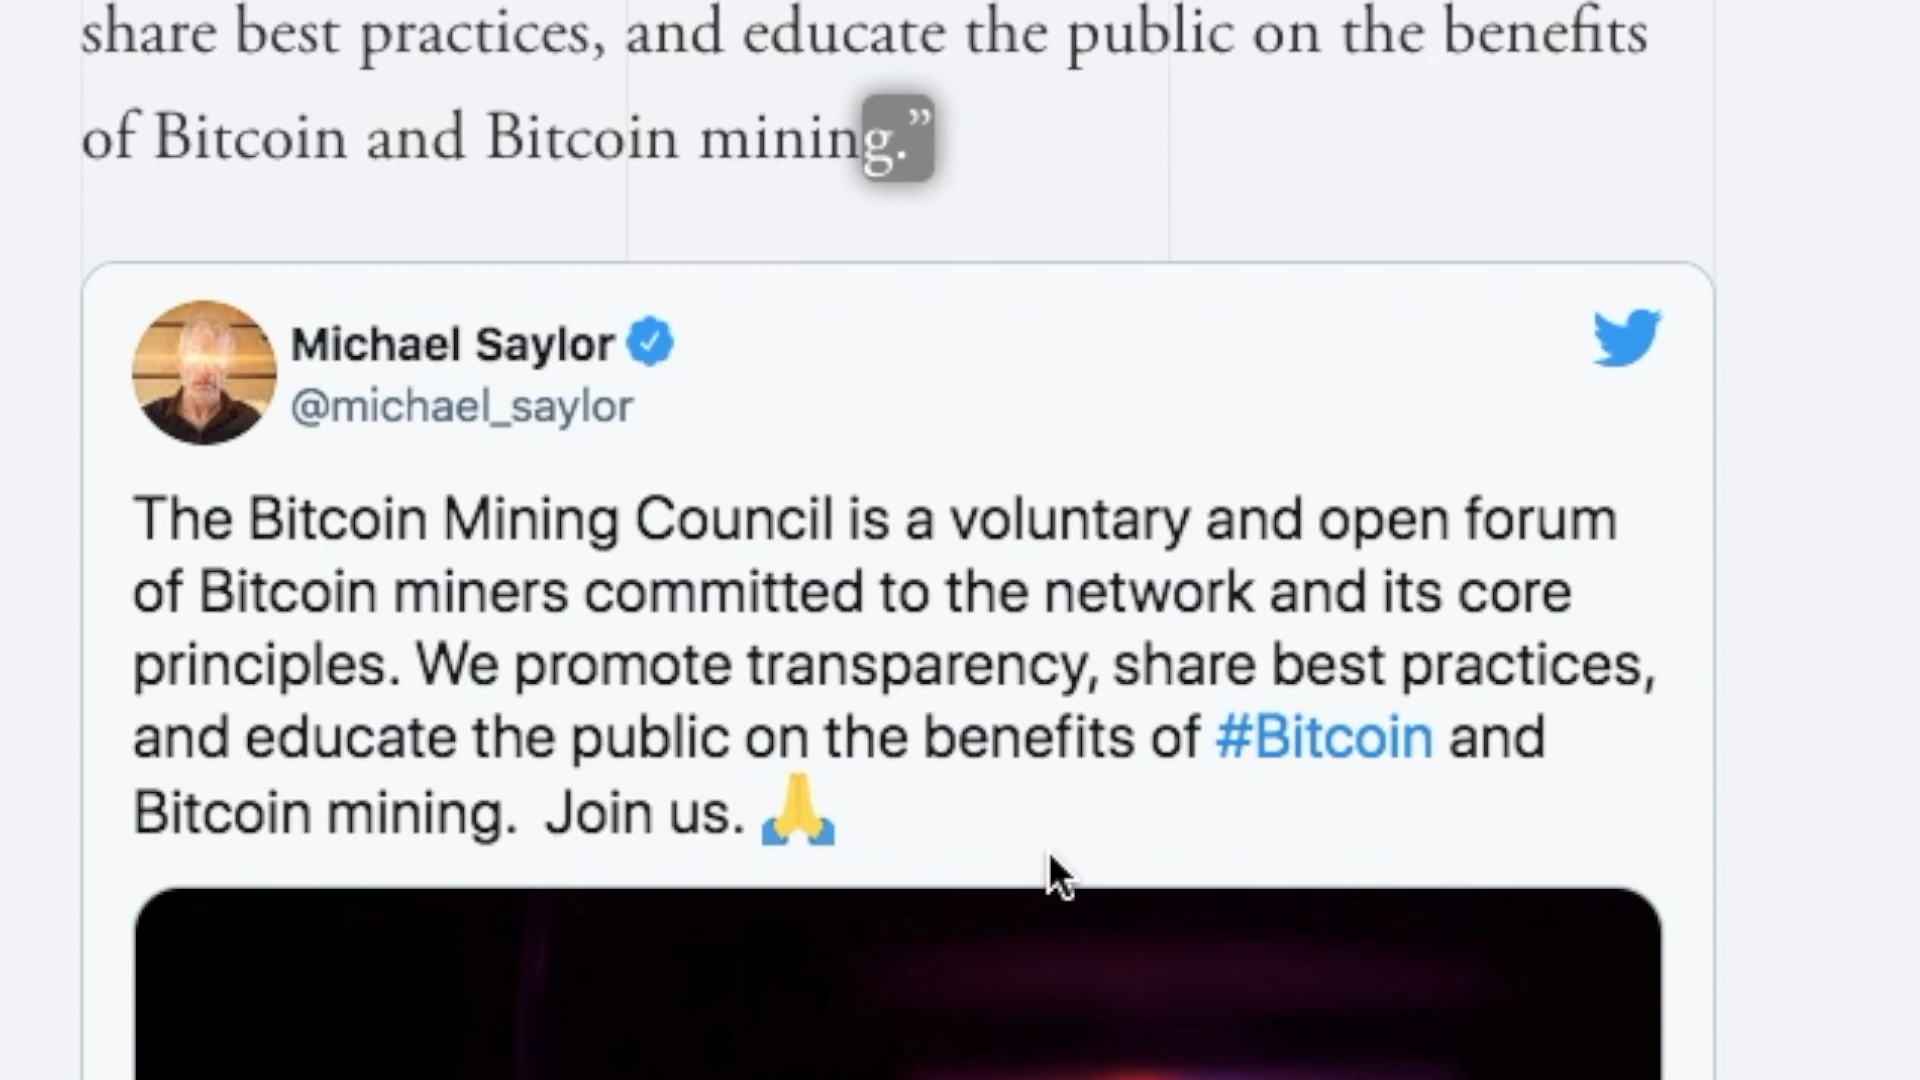 share best practices, and educate the public on the benefits
of Bitcoin and Bitcoin mining.”
Michael Saylor
@michael_saylor
The Bitcoin Mining Council is a voluntary and open forum
of Bitcoin miners committed to the network and its core
principles. We promote transparency, share best practices,
and educate the public on the benefits of #Bitcoin and
Bitcoin mining.  Join us. 🙏